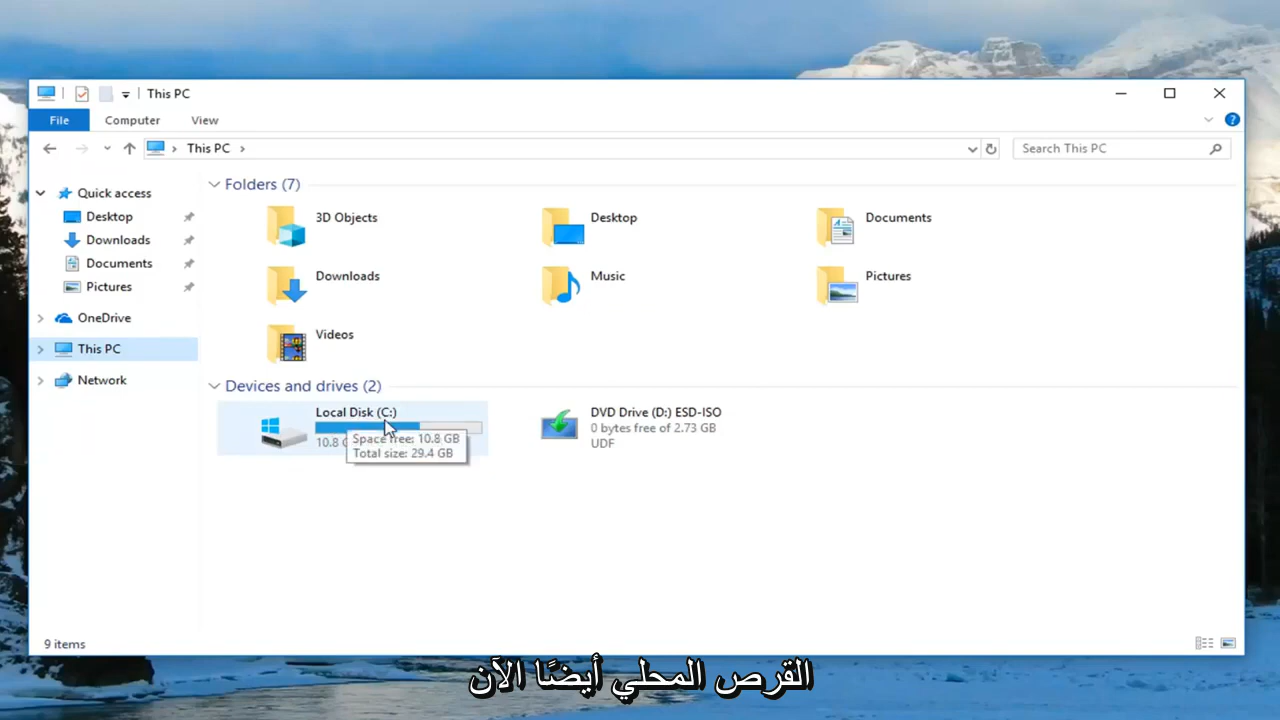 This PC
File
Computer
View
This PC
Search This PC
Quick access
Desktop
Downloads
Documents
Pictures
OneDrive
This PC
Network
Folders (7)
3D Objects
Desktop
Documents
Downloads
Music
Pictures
Videos
Devices and drives (2)
Local Disk (C:)
10.8
Space free: 10.8 GB
Total size: 29.4 GB
DVD Drive (D:) ESD-ISO
0 bytes free of 2.73 GB
UDF
9 items
القرص المحلي أيضًا الآن